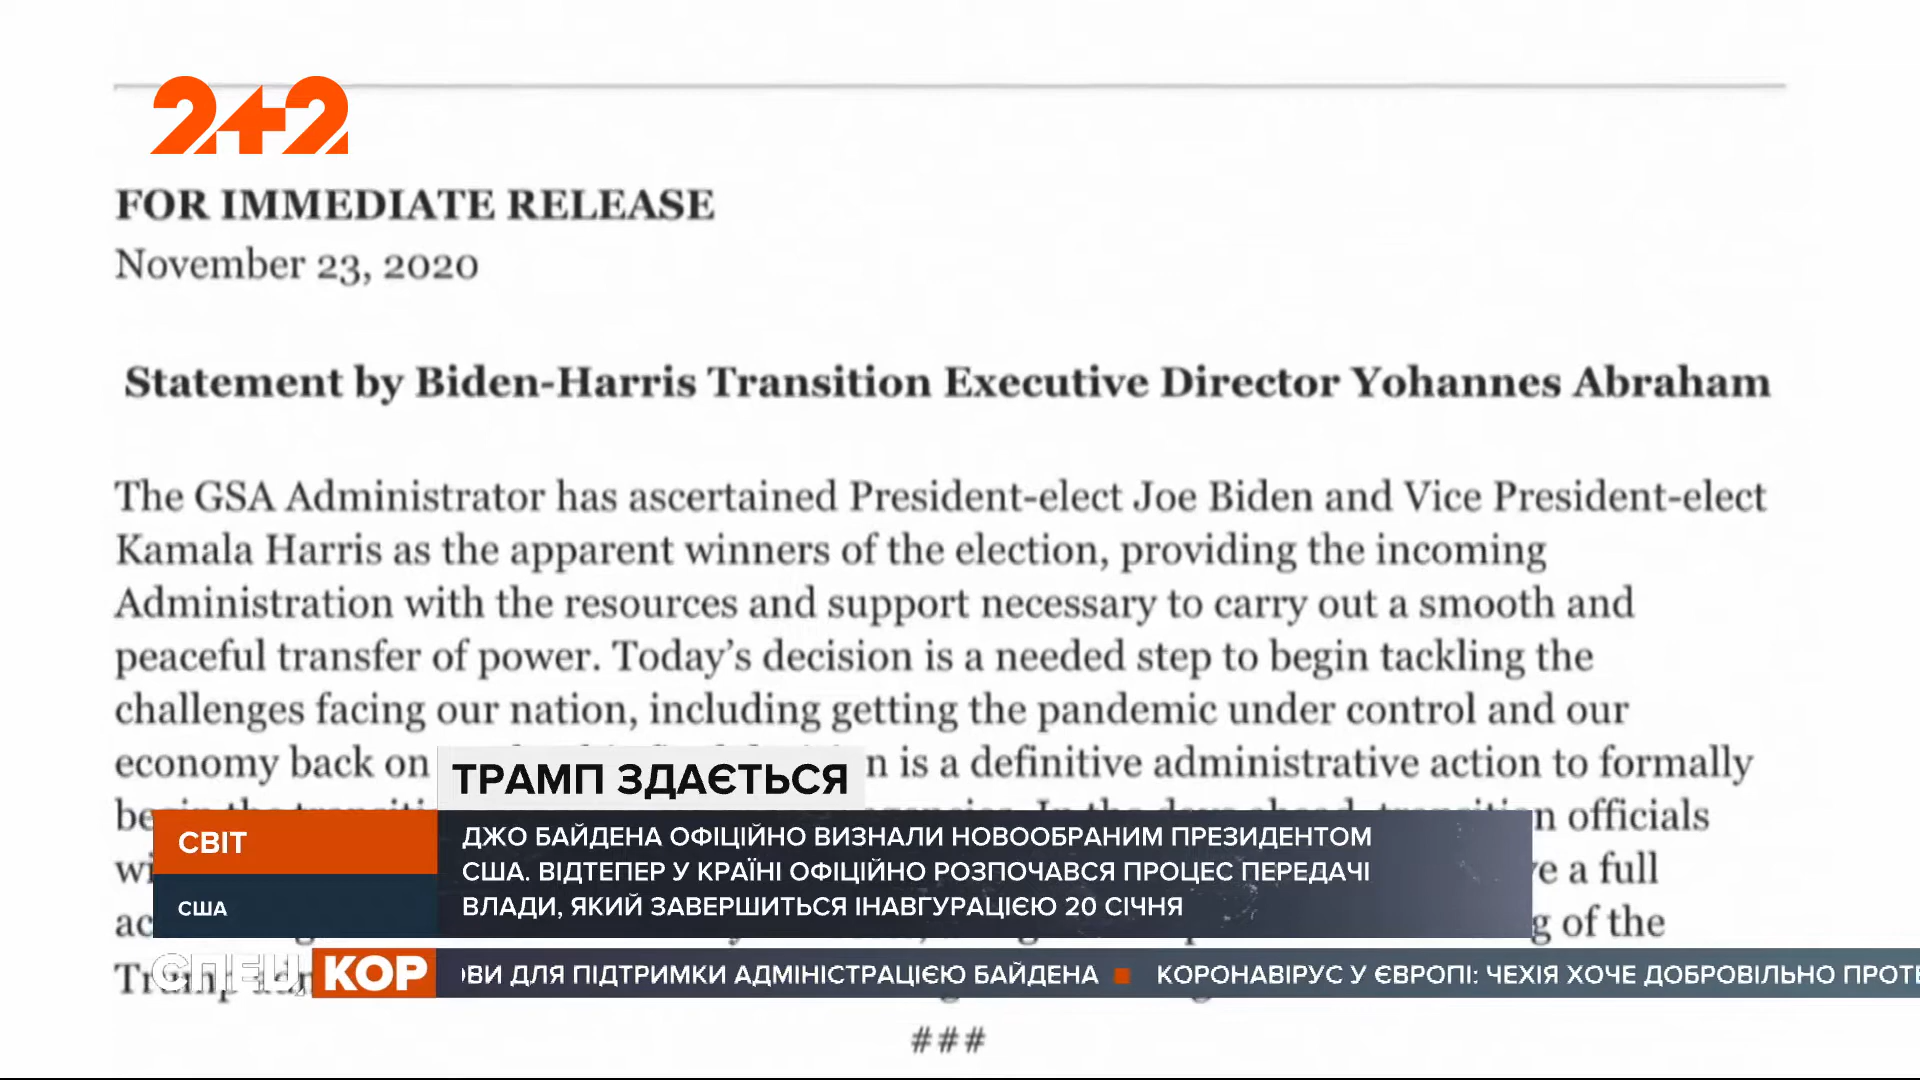 2+2
FOR IMMEDIATE RELEASE
November 23, 2020
Statement by Biden-Harris Transition Executive Director Yohannes Abraham
The GSA Administrator has ascertained President-elect Joe Biden and Vice President-elect
Kamala Harris as the apparent winners of the election, providing the incoming
Administration with the resources and support necessary to carry out a smooth and
peaceful transfer of power. Today’s decision is a needed step to begin tackling the
challenges facing our nation, including getting the pandemic under control and our
economy back on is a definitive administrative action to formally
officials
a full
of the
ТРАМП ЗДАЄТЬСЯ
СВІТ
США
ДЖО БАЙДЕНА ОФІЦІЙНО ВИЗНАЛИ НОВООБРАНИМ ПРЕЗИДЕНТОМ
США. ВІДТЕПЕР У КРАЇНІ ОФІЦІЙНО РОЗПОЧАВСЯ ПРОЦЕС ПЕРЕДАЧІ
ВЛАДИ, ЯКИЙ ЗАВЕРШИТЬСЯ ІНАВГУРАЦІЄЮ 20 СІЧНЯ
СПЕЦКОР
ОВИ ДЛЯ ПІДТРИМКИ АДМІНІСТРАЦІЄЮ БАЙДЕНА ■ КОРОНАВІРУС У ЄВРОПІ: ЧЕХІЯ ХОЧЕ ДОБРОВІЛЬНО ПРОТЕ
###